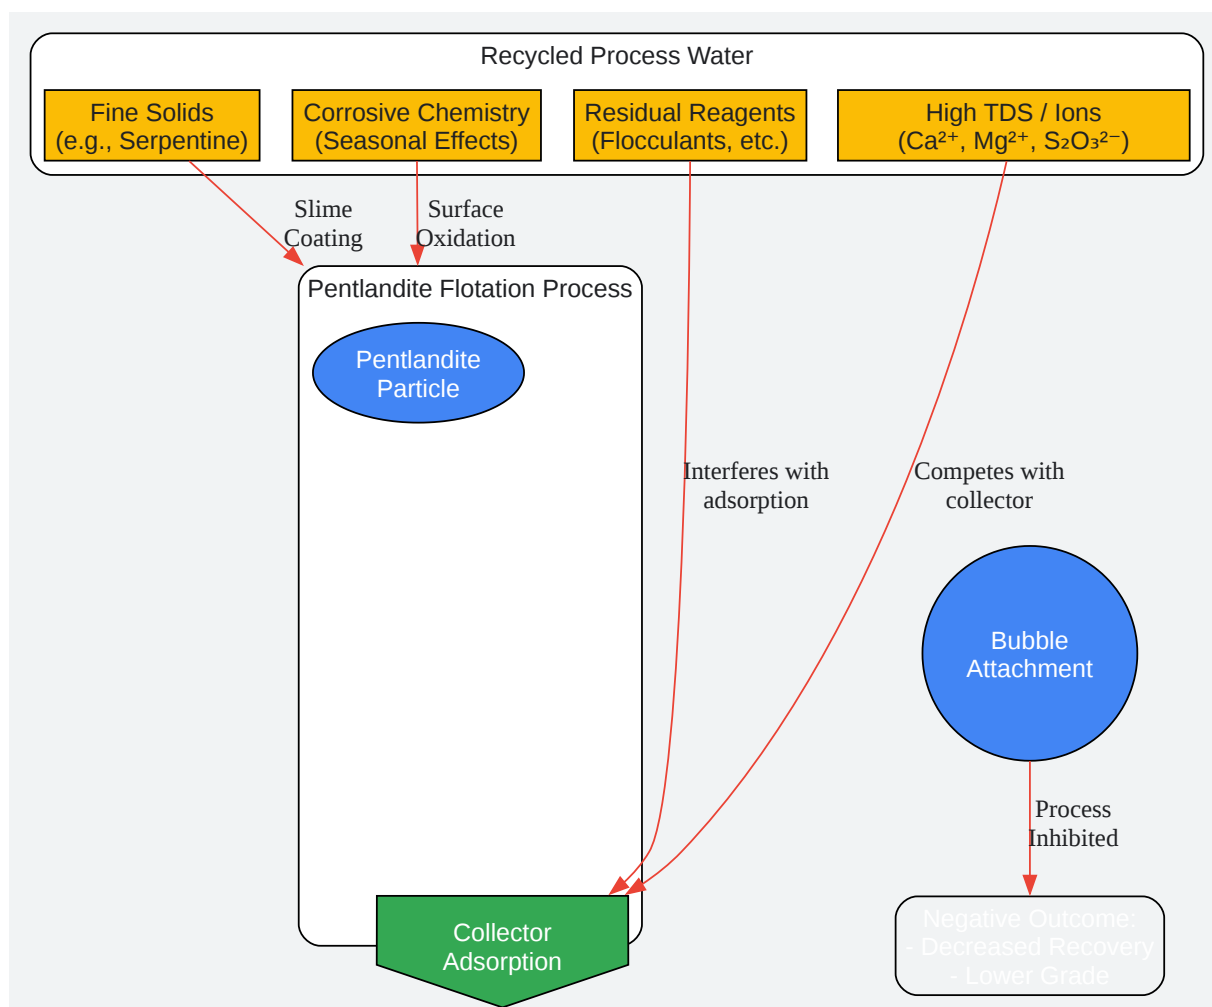 Recycled Process Water
Fine Solids
(e.g., Serpentine)
Corrosive Chemistry
(Seasonal Effects)
Residual Reagents
(Flocculants, etc.)
High TDS / Ions
(Ca²⁺, Mg²⁺, S₂O₃²⁻)
Slime
Coating
Surface
Oxidation
Pentlandite Flotation Process
Pentlandite
Particle
Interferes with
adsorption
Competes with
collector
Bubble
Attachment
Process
Inhibited
Collector
Adsorption
Negative Outcome:
- Decreased Recovery
- Lower Grade